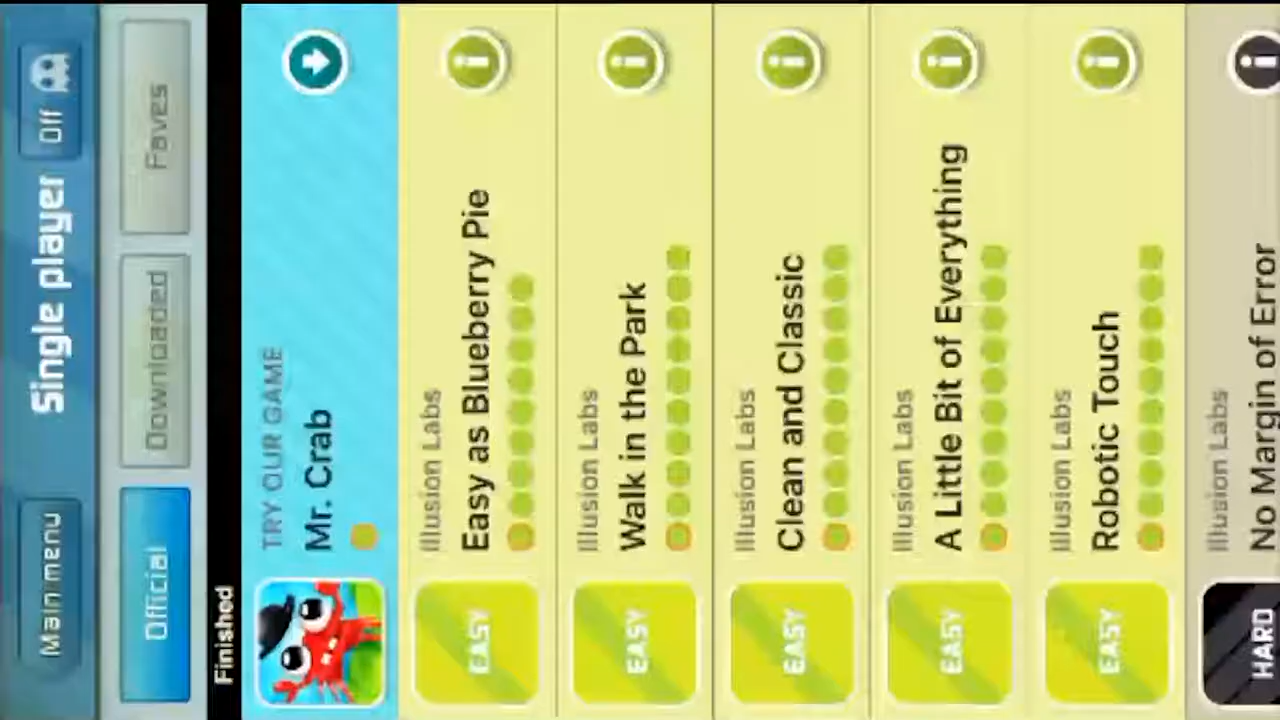 Main menu
Single player
Off
Official
Downloaded
Faves
Finished
TRY OUR GAME
Mr. Crab
Illusion Labs
Easy as Blueberry Pie
EASY
Illusion Labs
Walk in the Park
EASY
Illusion Labs
Clean and Classic
EASY
Illusion Labs
A Little Bit of Everything
EASY
Illusion Labs
Robotic Touch
EASY
Illusion Labs
No Margin of Error
HARD